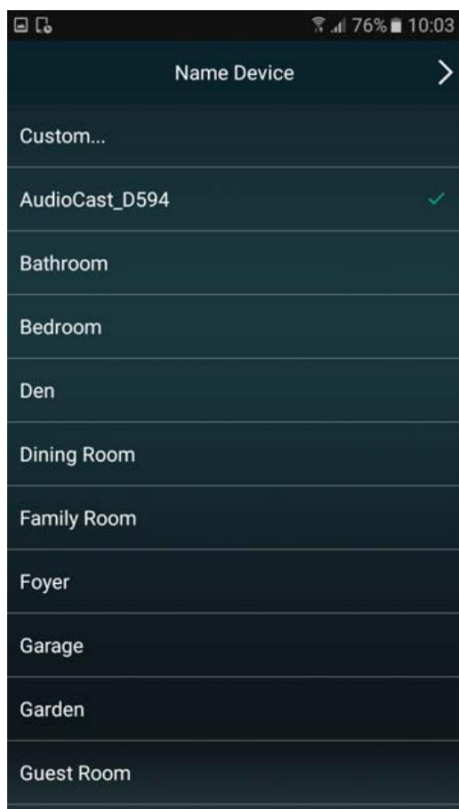 76% 10:03
Name Device
Custom...
AudioCast_D594
Bathroom
Bedroom
Den
Dining Room
Family Room
Foyer
Garage
Garden
Guest Room